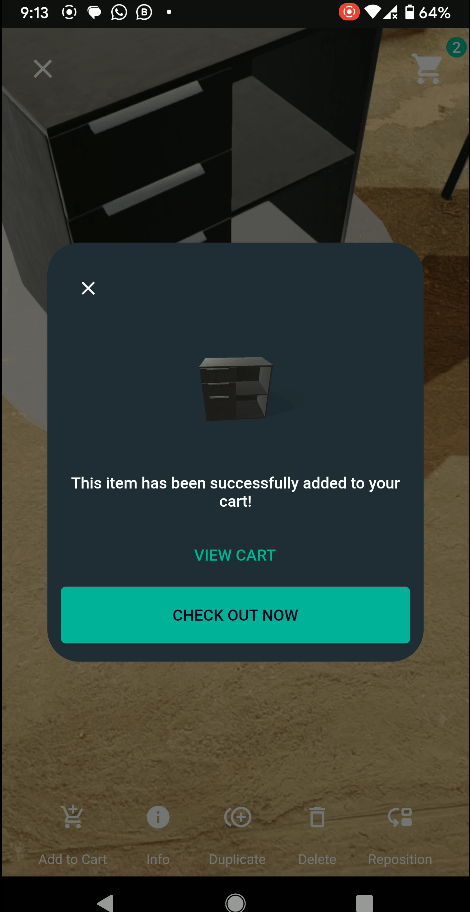 9:13
B
64%
2
This item has been successfully added to your
cart!
VIEW CART
CHECK OUT NOW
Add to Cart
Info
Duplicate
Delete
Reposition